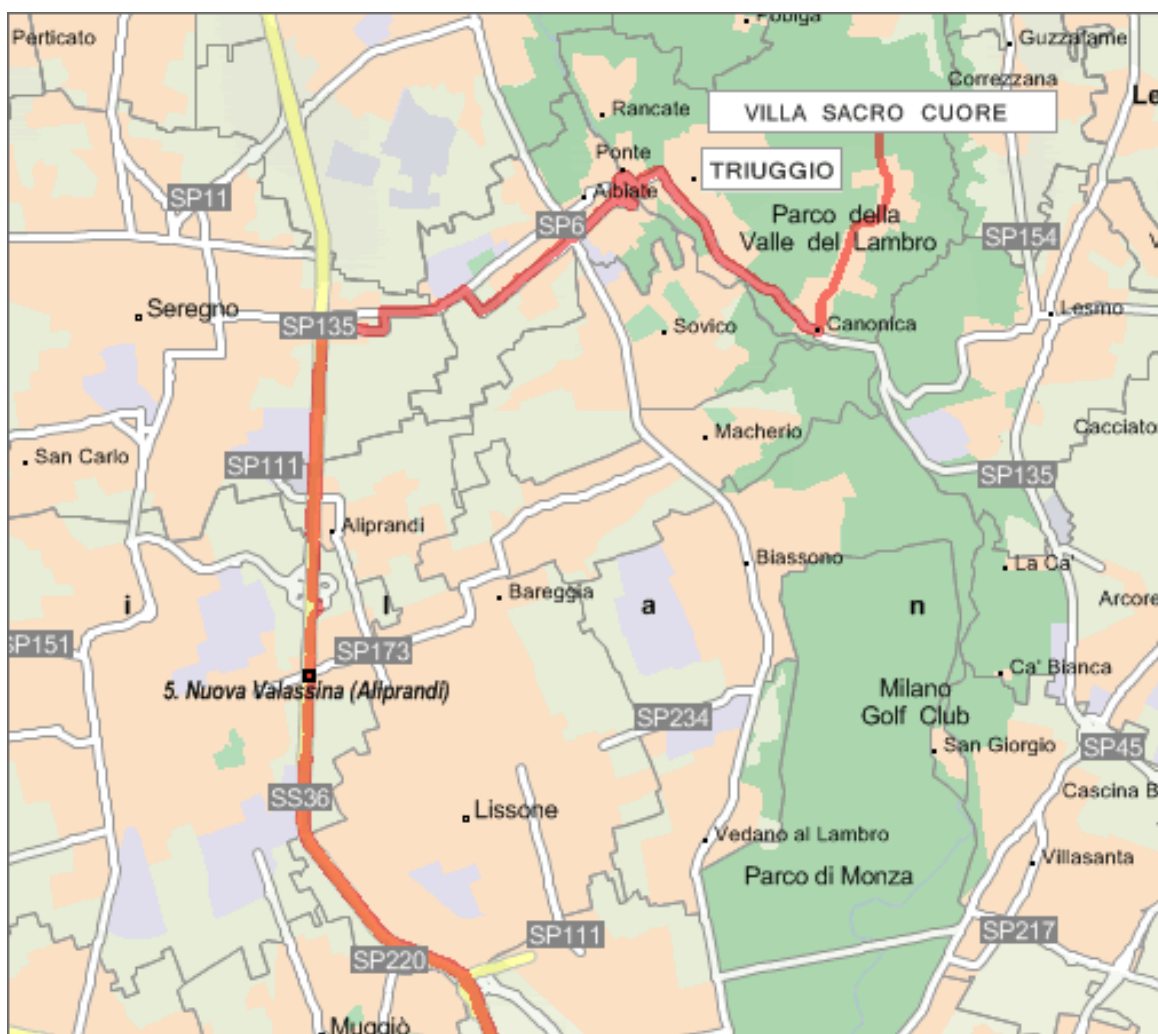 Perticato
Pobiga
Guzzafame
Correzzana
Le
Rancate
VILLA SACRO CUORE
Ponte
TRIUGGIO
Albiate
SP11
SP6
Parco della
Valle del Lambro
SP154
Seregno
SP135
Sovico
Canonica
Lesmo
San Carlo
SP111
Macherio
Cacciato
SP135
Aliprandi
Biassono
La Ca'
i
l
Bareggia
a
n
Arcore
SP151
SP173
5. Nuova Valassina (Aliprandi)
Ca' Bianca
Milano
Golf Club
SP234
San Giorgio
SP45
SS36
Lissone
Cascina B
Vedano al Lambro
Villasanta
Parco di Monza
SP111
SP217
SP220
Muggiò